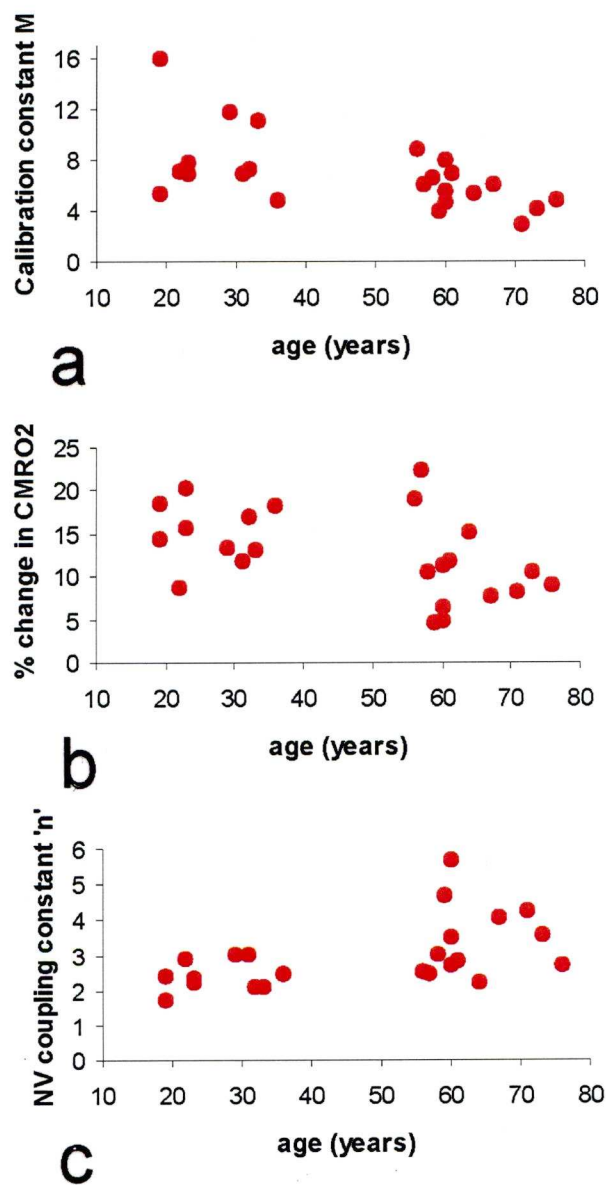 Calibration constant M
16
12
8
4
0
10 20 30 40 50 60 70 80
age (years)
a
% change in CMRO2
25
20
15
10
5
0
10 20 30 40 50 60 70 80
age (years)
b
NV coupling constant 'n'
6
5
4
3
2
1
0
10 20 30 40 50 60 70 80
age (years)
c